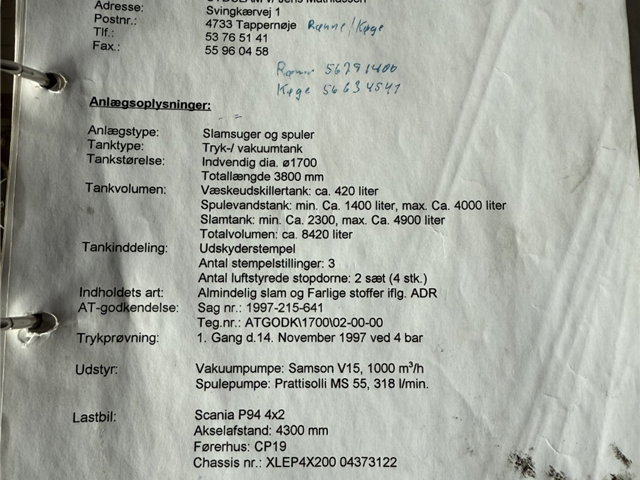 Adresse: Svingkærvej 1
Postnr.: 4733 Tappernøje Rønne/Køge
Tlf.: 53 76 51 41
Fax.: 55 96 04 58
Rønne 56791400
Køge 56634541
Anlægsoplysninger:
Anlægstype: Slamsuger og spuler
Tanktype: Tryk-/ vakuumtank
Tankstørelse: Indvendig dia. ø1700
Totallængde 3800 mm
Tankvolumen: Væskeudskillertank: ca. 420 liter
Spulevandstank: min. Ca. 1400 liter, max. Ca. 4000 liter
Slamtank: min. Ca. 2300, max. Ca. 4900 liter
Totalvolumen: ca. 8420 liter
Tankinddeling: Udskyderstempel
Antal stempelstillinger: 3
Antal luftstyrede stopdorne: 2 sæt (4 stk.)
Indholdets art: Almindelig slam og Farlige stoffer iflg. ADR
AT-godkendelse: Sag nr.: 1997-215-641
Teg.nr.: ATGODK\1700\02-00-00
Trykprøvning: 1. Gang d.14. November 1997 ved 4 bar
Udstyr: Vakuumpumpe: Samson V15, 1000 m³/h
Spulepumpe: Prattisolli MS 55, 318 l/min.
Lastbil: Scania P94 4x2
Akselafstand: 4300 mm
Førerhus: CP19
Chassis nr.: XLEP4X200 04373122